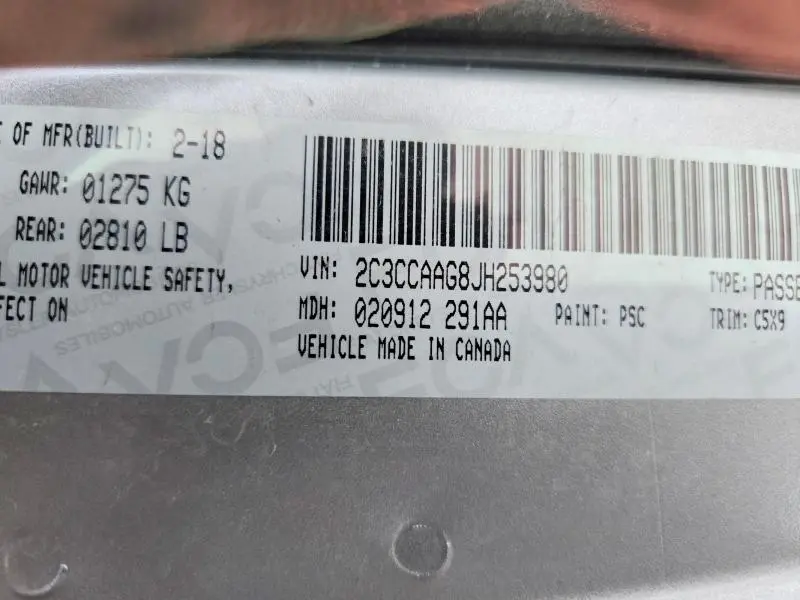 E OF MFR(BUILT): 2-18
GAWR: 01275 KG
REAR: 02810 LB
L MOTOR VEHICLE SAFETY,
FECT ON
VIN: 2C3CCAAG8JH253980
TYPE: PASSE
MDH: 020912 291AA
PAINT: PSC
TRIM: C5X9
VEHICLE MADE IN CANADA